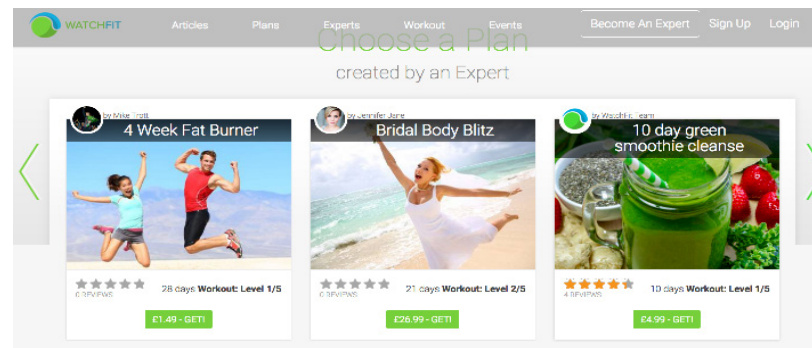 WATCHFIT Articles Plans Experts Workout Events Become An Expert Sign Up Login
Choose a Plan
created by an Expert
by Mike Trott
4 Week Fat Burner
0 REVIEWS
28 days Workout: Level 1/5
£1.49 - GET!
by Jennifer Jane
Bridal Body Blitz
0 REVIEWS
21 days Workout: Level 2/5
£26.99 - GET!
by WatchFit Team
10 day green
smoothie cleanse
4 REVIEWS
10 days Workout: Level 1/5
£4.99 - GET!